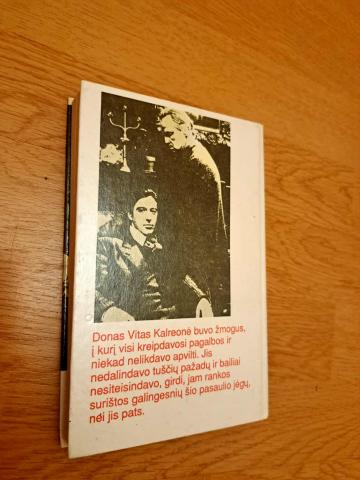 Donas Vitas Kalreonė buvo žmogus,
į kurį visi kreipdavosi pagalbos ir
niekad nelikdavo apvilti. Jis
nedalindavo tuščių pažadų ir bailiai
nesiteisindavo, girdi, jam rankos
surištos galingesnių šio pasaulio jėgų,
nei jis pats.